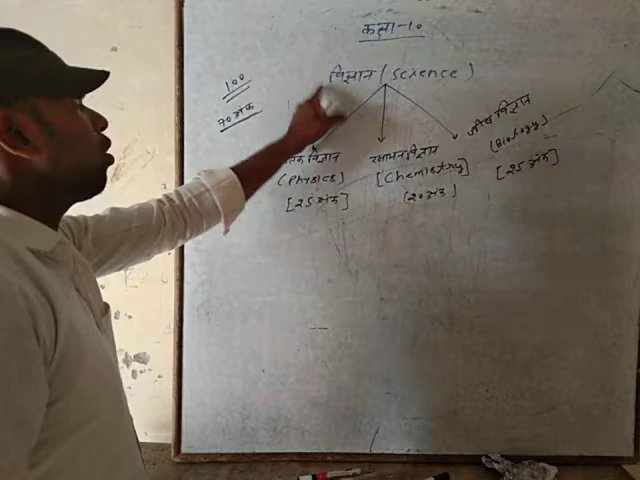 कक्षा-10
100
70 अंक
विज्ञान (Science)
विज्ञान
(Physics)
[25 अंक]
रसायन विज्ञान
[Chemistry]
(20 अंक)
जीव विज्ञान
(Biology)
[25 अंक]